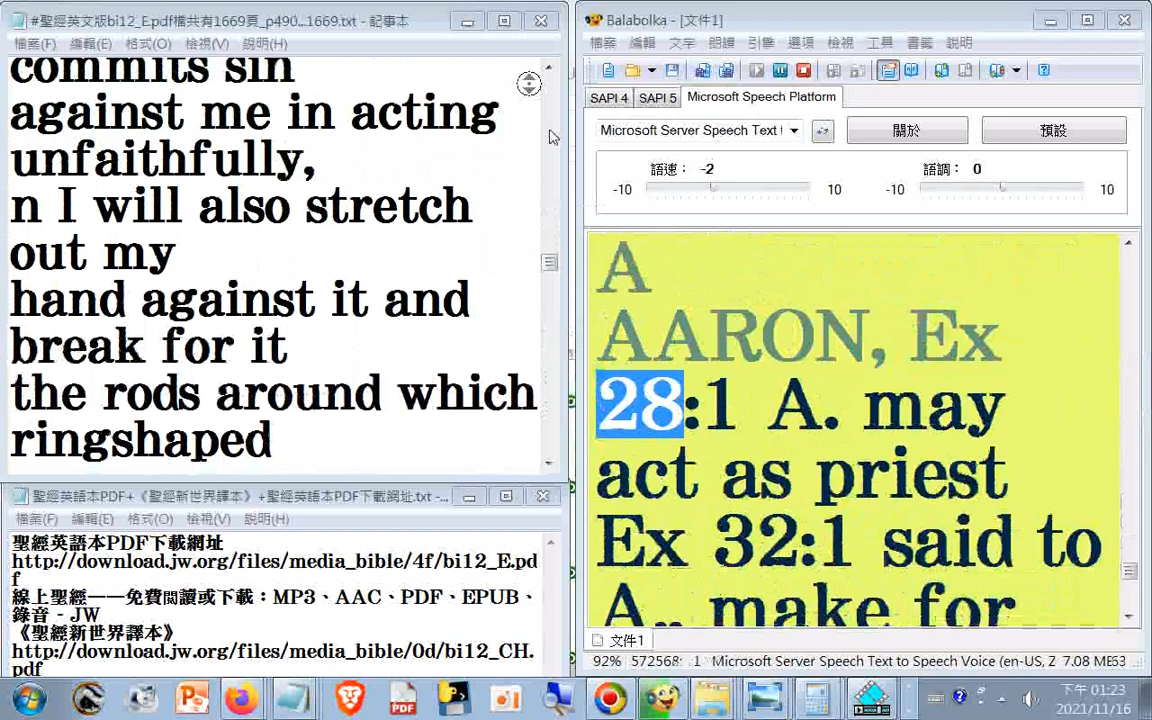 #聖經英文版bi12_E.pdf檔共有1669頁_p490...1669.txt - 記事本
檔案(F) 編輯(E) 格式(O) 檢視(V) 說明(H)
commits sin
against me in acting
unfaithfully,
n I will also stretch
out my
hand against it and
break for it
the rods around which
ringshaped
聖經英語本PDF+《聖經新世界譯本》+聖經英語本PDF下載網址.txt -...
檔案(F) 編輯(E) 格式(O) 檢視(V) 說明(H)
聖經英語本PDF下載網址
http://download.jw.org/files/media_bible/4f/bi12_E.pd
f
線上聖經——免費閱讀或下載：MP3、AAC、PDF、EPUB、
錄音 - JW
《聖經新世界譯本》
http://download.jw.org/files/media_bible/0d/bi12_CH.
pdf
Balabolka - [文件1]
檔案 編輯 文字 朗讀 引擎 選項 檢視 工具 書籤 說明
SAPI 4 SAPI 5 Microsoft Speech Platform
Microsoft Server Speech Text t 關於 預設
語速： -2 語調： 0
-10 10 -10 10
A
AARON, Ex
28:1 A. may
act as priest
Ex 32:1 said to
A., make for
文件1
92% 572568: 1 Microsoft Server Speech Text to Speech Voice (en-US, Z 7.08 ME53
下午 01:23
2021/11/16